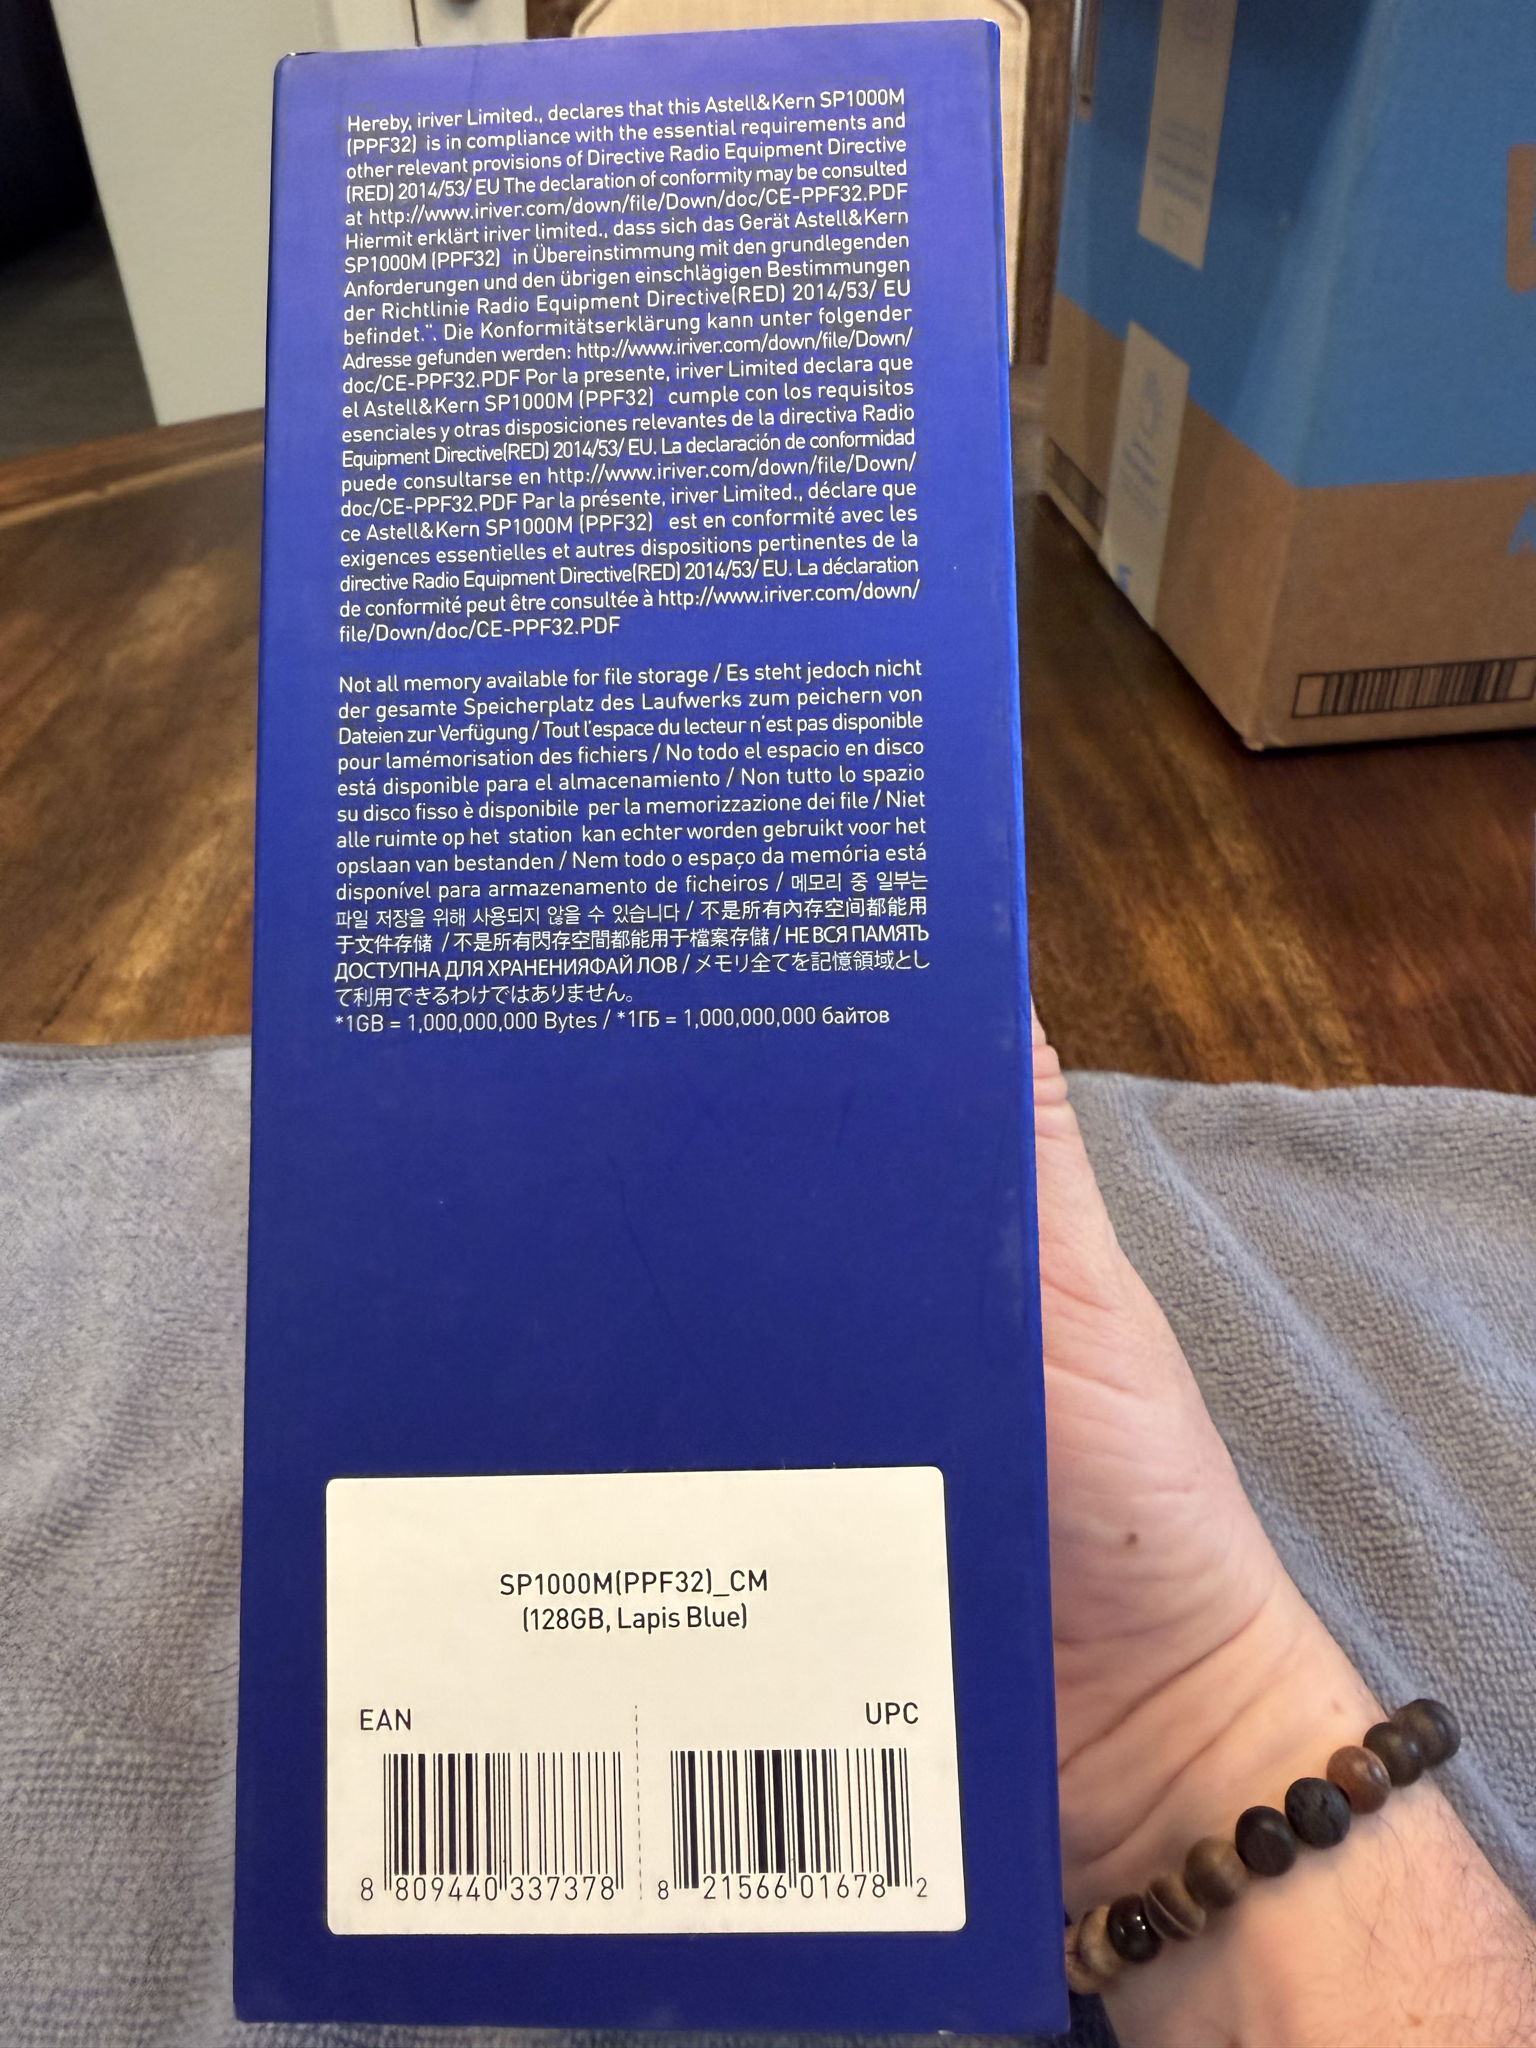 Hereby, iriver Limited., declares that this Astell&Kern SP1000M
(PPF32) is in compliance with the essential requirements and
other relevant provisions of Directive Radio Equipment Directive
(RED) 2014/53/ EU The declaration of conformity may be consulted
at http://www.iriver.com/down/file/Down/doc/CE-PPF32.PDF
Hiermit erklärt iriver limited., dass sich das Gerät Astell&Kern
SP1000M (PPF32) in Übereinstimmung mit den grundlegenden
Anforderungen und den übrigen einschlägigen Bestimmungen
der Richtlinie Radio Equipment Directive(RED) 2014/53/ EU
befindet.". Die Konformitätserklärung kann unter folgender
Adresse gefunden werden: http://www.iriver.com/down/file/Down/
doc/CE-PPF32.PDF Por la presente, iriver Limited declara que
el Astell&Kern SP1000M (PPF32) cumple con los requisitos
esenciales y otras disposiciones relevantes de la directiva Radio
Equipment Directive(RED) 2014/53/ EU. La declaración de conformidad
puede consultarse en http://www.iriver.com/down/file/Down/
doc/CE-PPF32.PDF Par la présente, iriver Limited., déclare que
ce Astell&Kern SP1000M (PPF32) est en conformité avec les
exigences essentielles et autres dispositions pertinentes de la
directive Radio Equipment Directive(RED) 2014/53/ EU. La déclaration
de conformité peut être consultée à http://www.iriver.com/down/
file/Down/doc/CE-PPF32.PDF
Not all memory available for file storage / Es steht jedoch nicht
der gesamte Speicherplatz des Laufwerks zum peichern von
Dateien zur Verfügung / Tout l'espace du lecteur n'est pas disponible
pour lamémorisation des fichiers / No todo el espacio en disco
está disponible para el almacenamiento / Non tutto lo spazio
su disco fisso è disponibile per la memorizzazione dei file / Niet
alle ruimte op het station kan echter worden gebruikt voor het
opslaan van bestanden / Nem todo o espaço da memória está
disponível para armazenamento de ficheiros / 메모리 중 일부는
파일 저장을 위해 사용되지 않을 수 있습니다 / 不是所有內存空间都能用
于文件存储 / 不是所有閃存空間都能用于檔案存儲 / НЕ ВСЯ ПАМЯТЬ
ДОСТУПНА ДЛЯ ХРАНЕНИЯФАЙ ЛОВ / メモリ全てを記憶領域とし
て利用できるわけではありません。
*1GB = 1,000,000,000 Bytes / *1ГБ = 1,000,000,000 байтов
SP1000M(PPF32)_CM
(128GB, Lapis Blue)
EAN
UPC
8 809440 337378
8 21566 01678 2